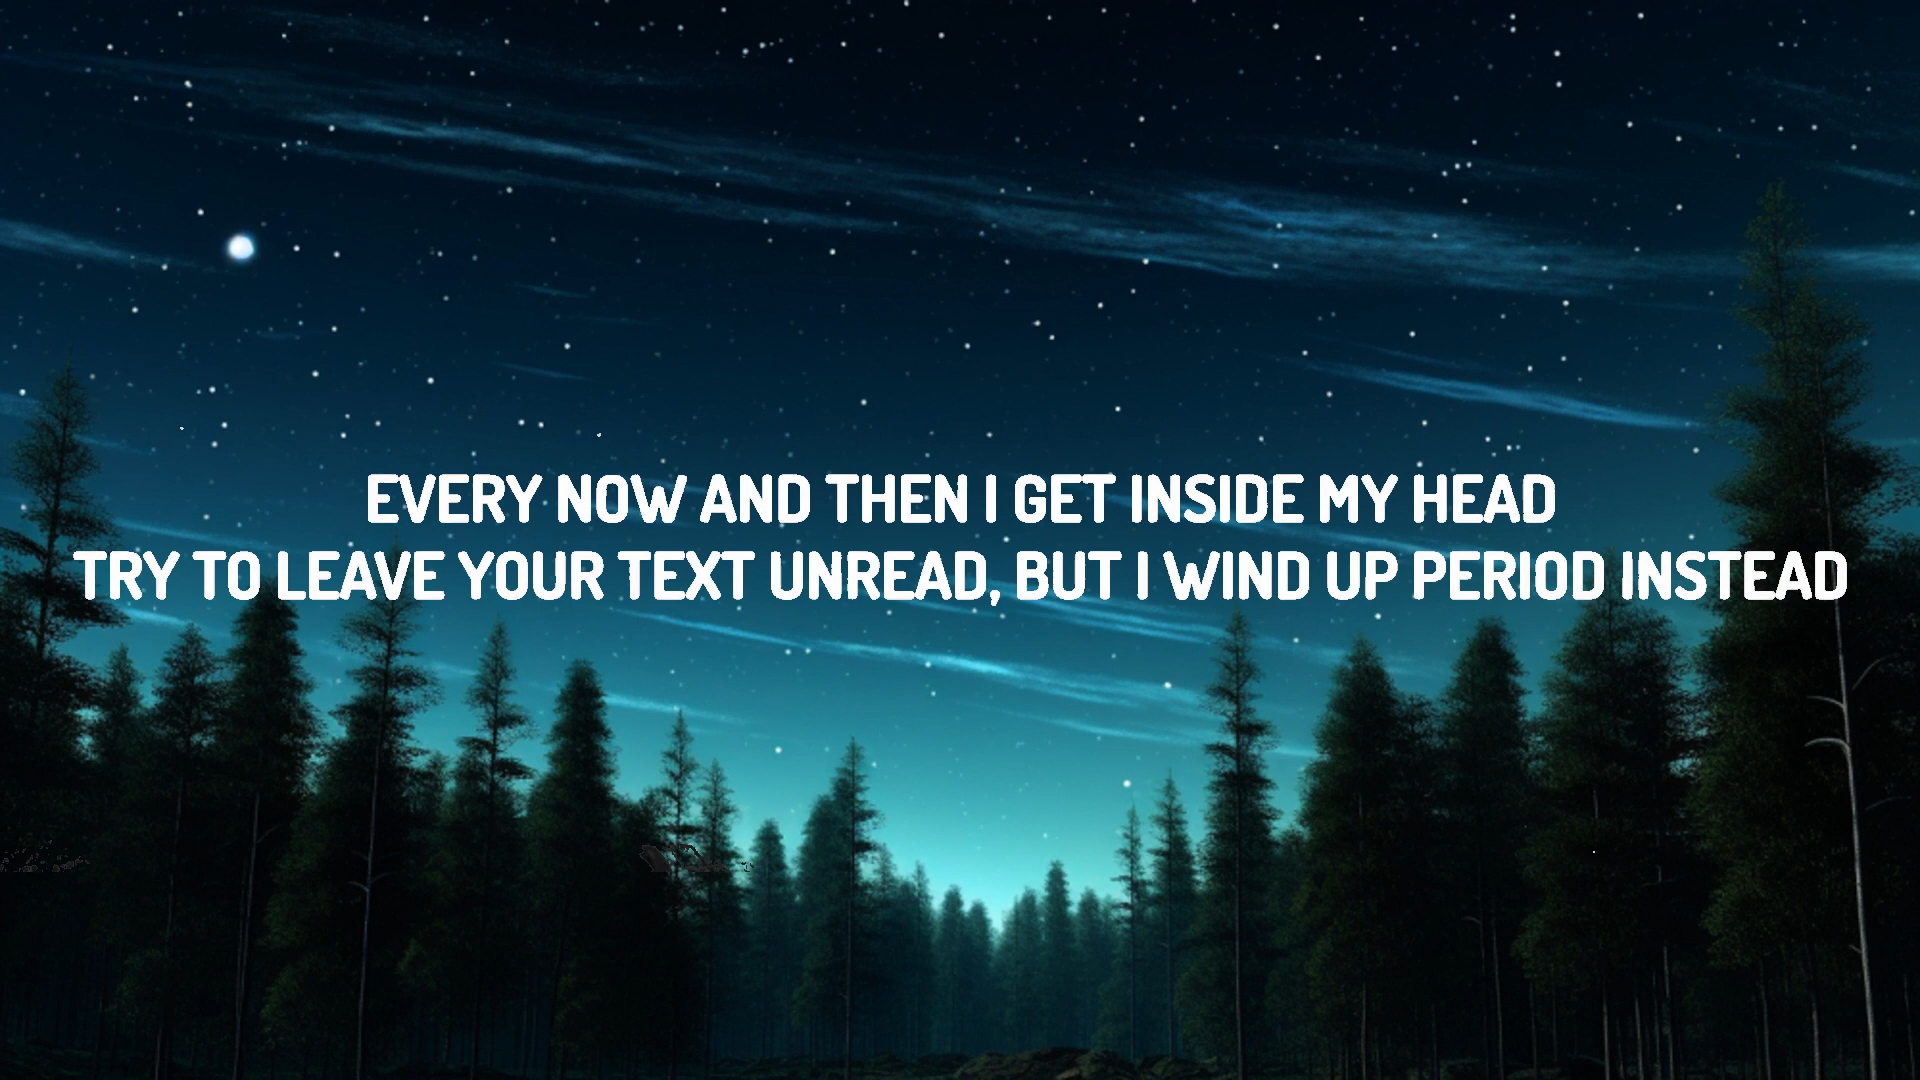 EVERY NOW AND THEN I GET INSIDE MY HEAD
TRY TO LEAVE YOUR TEXT UNREAD, BUT I WIND UP PERIOD INSTEAD